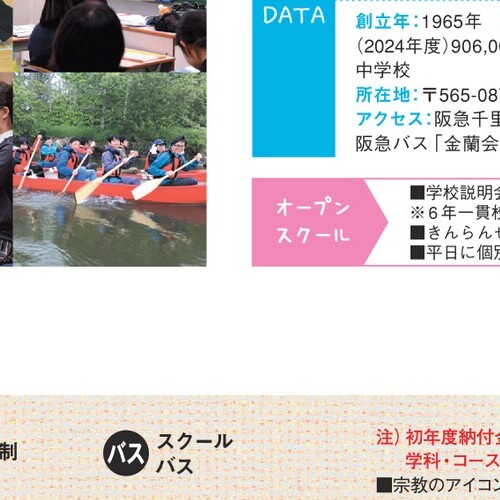 DATA
創立年：1965年
（2024年度）906,0
中学校
所在地：〒565-08
アクセス：阪急千里
阪急バス「金蘭会
オープン
スクール
■学校説明会
※６年一貫校
■きんらんせ
■平日に個別
制
バス
スクール
バス
注）初年度納付金
学科・コース
■宗教のアイコン